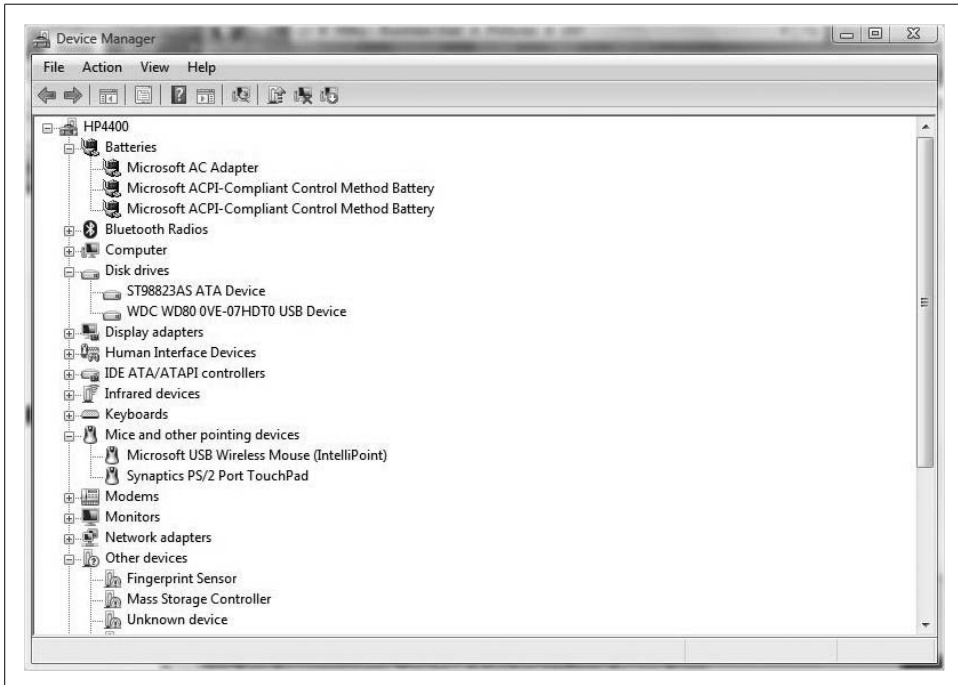 Device Manager
File Action View Help
HP4400
Batteries
Microsoft AC Adapter
Microsoft ACPI-Compliant Control Method Battery
Microsoft ACPI-Compliant Control Method Battery
Bluetooth Radios
Computer
Disk drives
ST98823AS ATA Device
WDC WD80 0VE-07HDT0 USB Device
Display adapters
Human Interface Devices
IDE ATA/ATAPI controllers
Infrared devices
Keyboards
Mice and other pointing devices
Microsoft USB Wireless Mouse (IntelliPoint)
Synaptics PS/2 Port TouchPad
Modems
Monitors
Network adapters
Other devices
Fingerprint Sensor
Mass Storage Controller
Unknown device